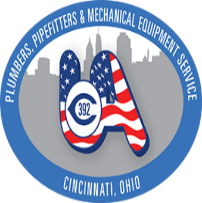 PLUMBERS, PIPEFITTERS & MECHANICAL EQUIPMENT SERVICE
UA
392
CINCINNATI, OHIO